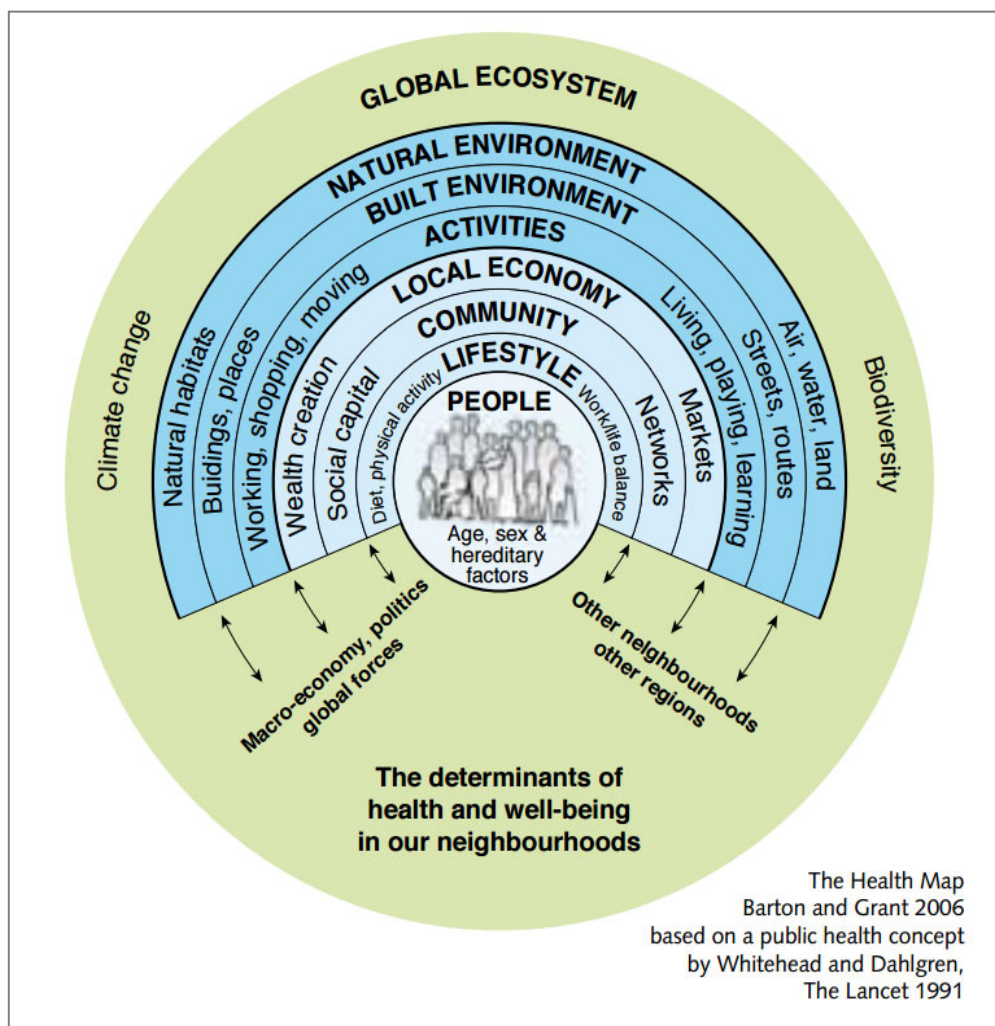 GLOBAL ECOSYSTEM
NATURAL ENVIRONMENT
BUILT ENVIRONMENT
ACTIVITIES
LOCAL ECONOMY
COMMUNITY
LIFESTYLE
PEOPLE
Age, sex &
hereditary
factors
Climate change
Natural habitats
Buidings, places
Working, shopping, moving
Wealth creation
Social capital
Diet, physical activity
Work/life balance
Networks
Markets
Living, playing, learning
Streets, routes
Air, water, land
Biodiversity
Macro-economy, politics
global forces
Other neighbourhoods
other regions
The determinants of
health and well-being
in our neighbourhoods
The Health Map
Barton and Grant 2006
based on a public health concept
by Whitehead and Dahlgren,
The Lancet 1991